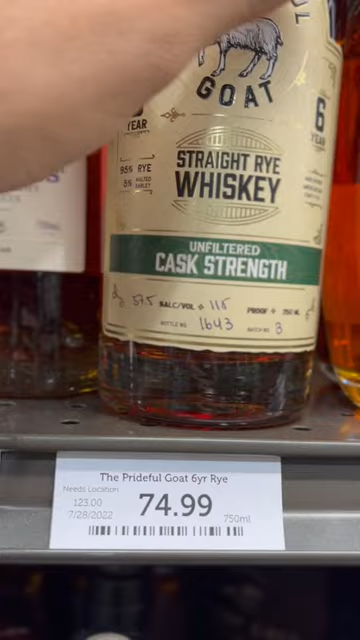 GOAT
6
YEAR
YEAR
95% RYE
5% MALTED BARLEY
STRAIGHT RYE
WHISKEY
UNFILTERED
CASK STRENGTH
57.5 %ALC/VOL 115 PROOF 750 ML
BOTTLE NO 1643 BATCH NO 3
The Prideful Goat 6yr Rye
Needs Location
123.00
7/28/2022
74.99
750ml